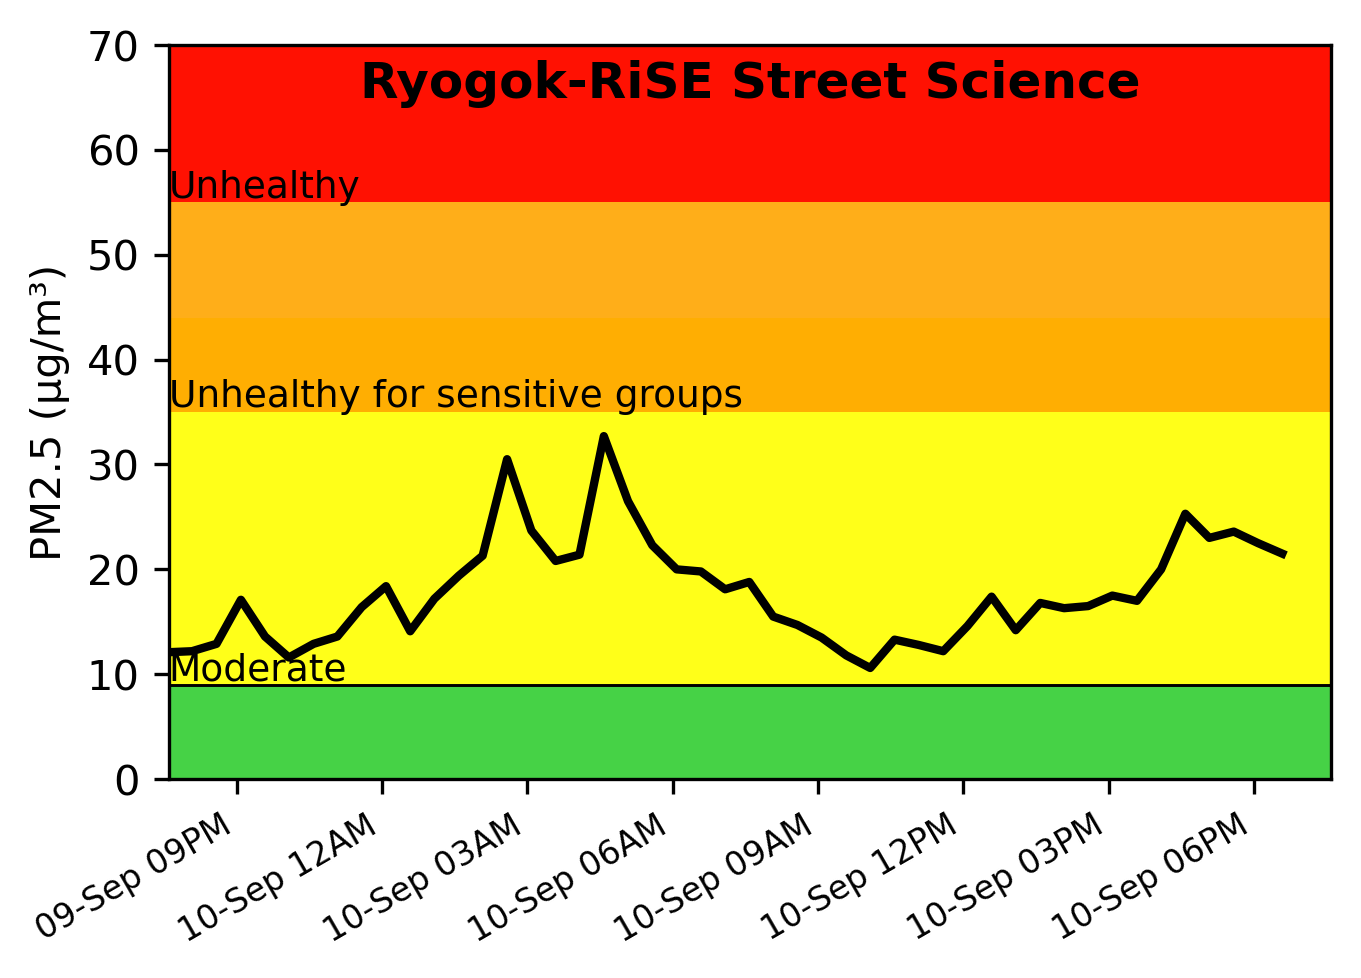 Ryogok-RiSE Street Science
PM2.5 (µg/m³)
70
60
50
40
30
20
10
0
Unhealthy
Unhealthy for sensitive groups
Moderate
09-Sep 09PM
10-Sep 12AM
10-Sep 03AM
10-Sep 06AM
10-Sep 09AM
10-Sep 12PM
10-Sep 03PM
10-Sep 06PM